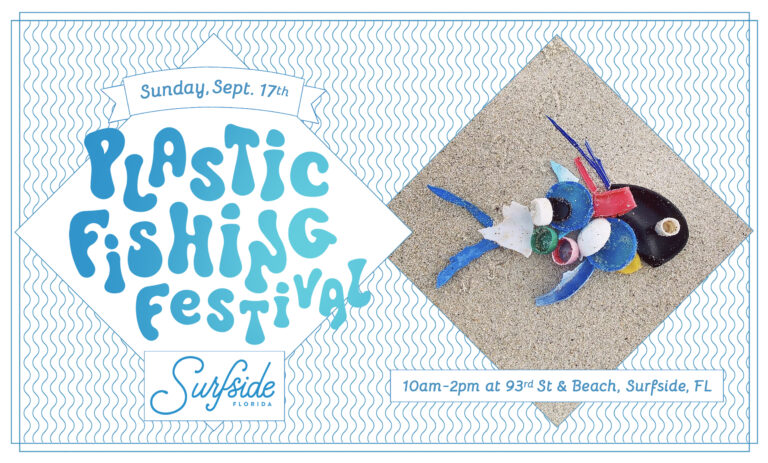 Sunday, Sept. 17th
PLASTIC
FISHING
FESTIVAL
Surfside
FLORIDA
10am-2pm at 93rd St & Beach, Surfside, FL